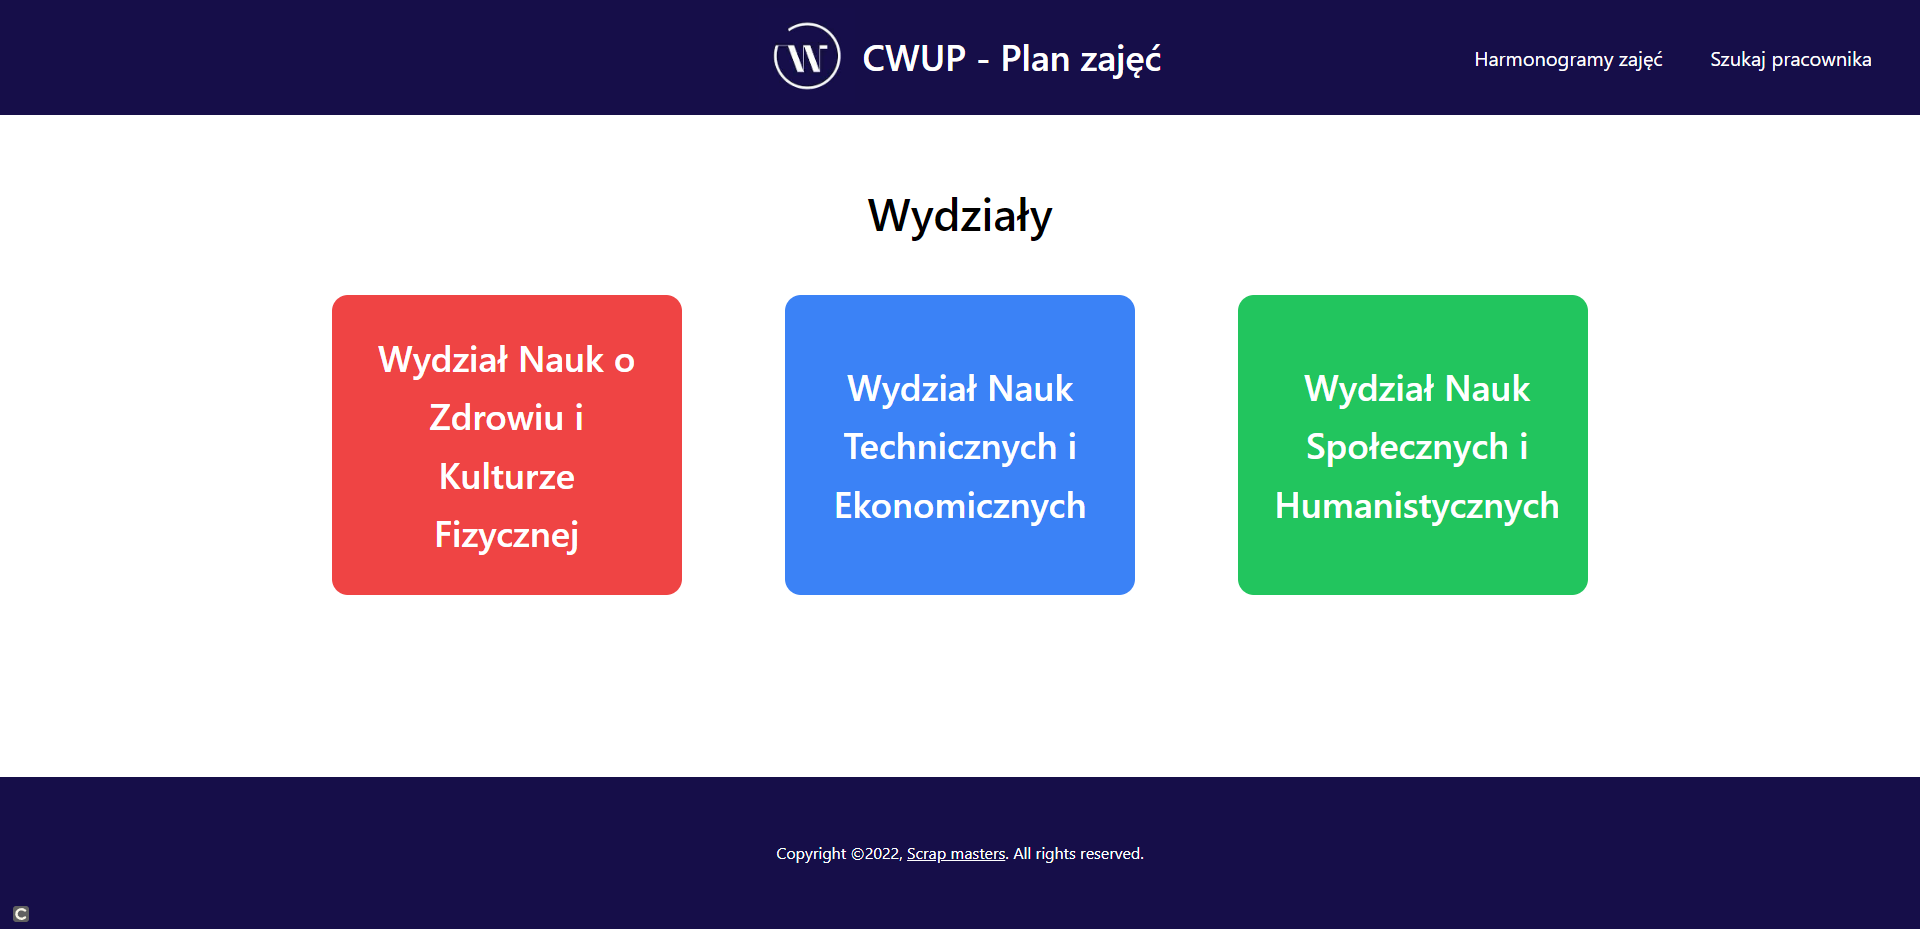 W
CWUP - Plan zajęć
Harmonogramy zajęć
Szukaj pracownika
Wydziały
Wydział Nauk o
Zdrowiu i
Kulturze
Fizycznej
Wydział Nauk
Technicznych i
Ekonomicznych
Wydział Nauk
Społecznych i
Humanistycznych
Copyright ©2022, Scrap masters. All rights reserved.
C